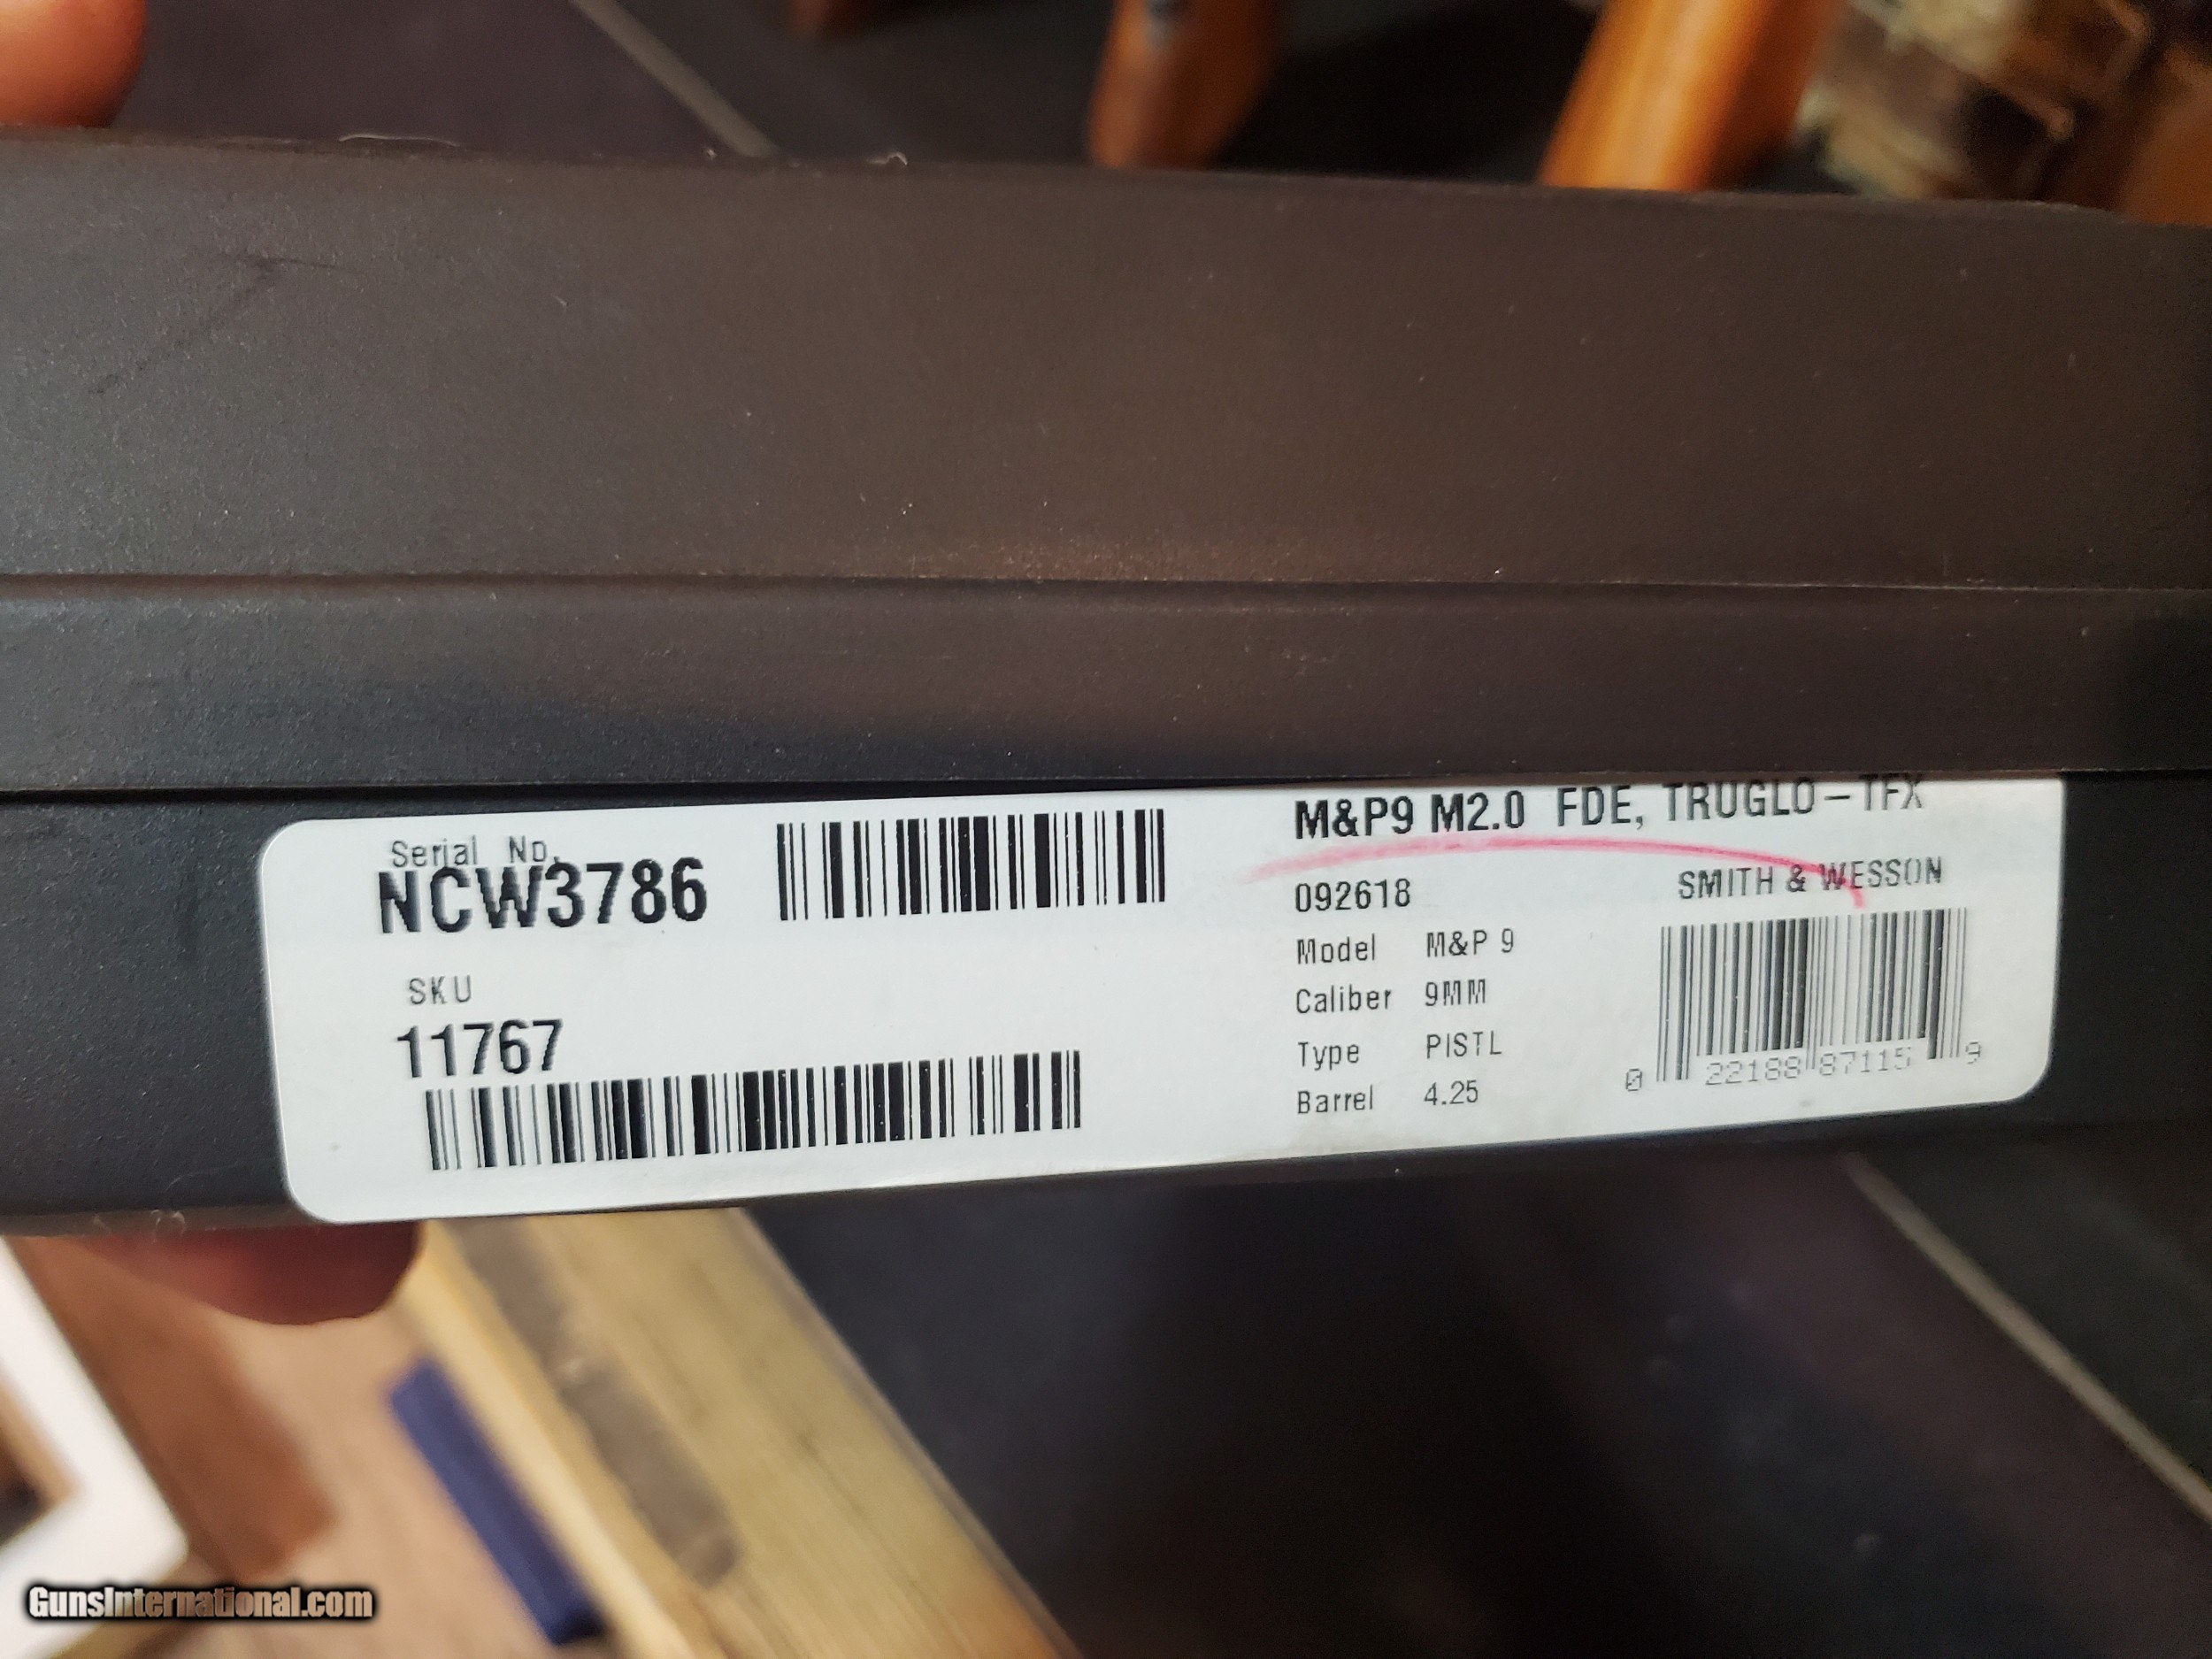 Serial No.
NCW3786
SKU
11767
M&P9 M2.0 FDE, TRUGLO-TFX
092618
SMITH & WESSON
Model M&P 9
Caliber 9MM
Type PISTL
Barrel 4.25
0 22188 87115 9
GunsInternational.com